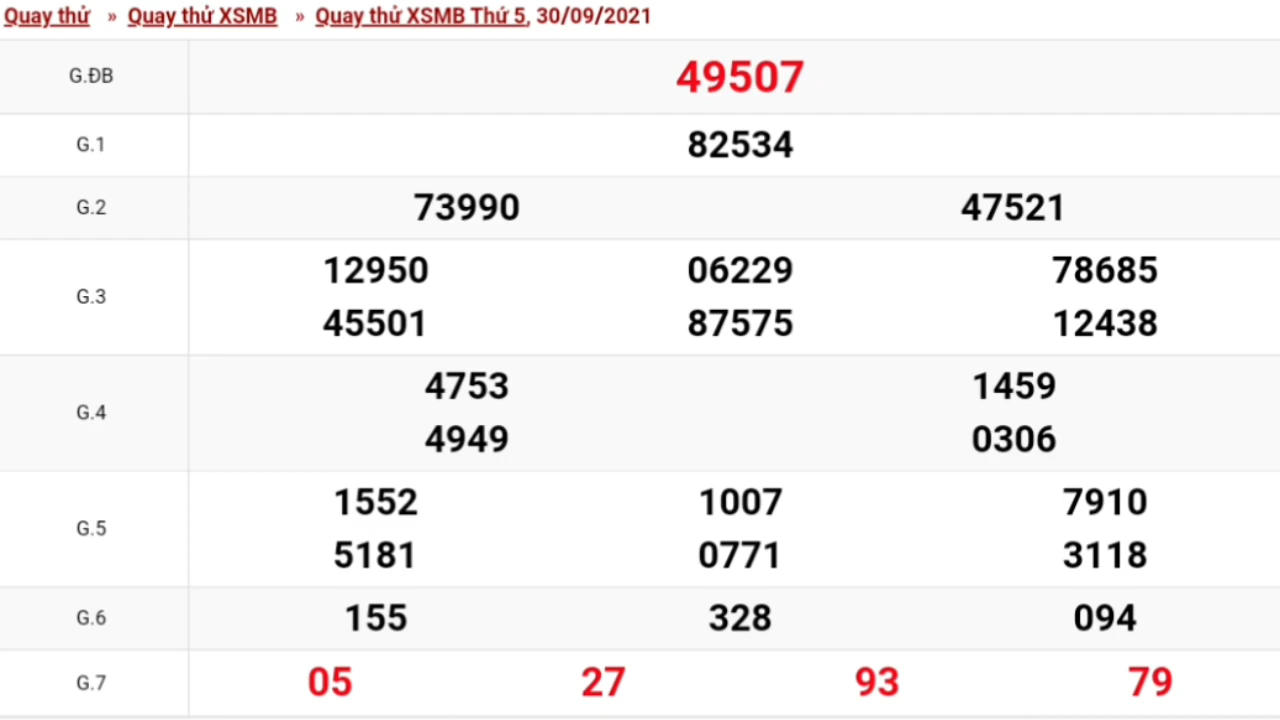 Quay thử » Quay thử XSMB » Quay thử XSMB Thứ 5, 30/09/2021
G.ĐB 49507
G.1 82534
G.2 73990 47521
G.3 12950 06229 78685
45501 87575 12438
G.4 4753 1459
4949 0306
G.5 1552 1007 7910
5181 0771 3118
G.6 155 328 094
G.7 05 27 93 79